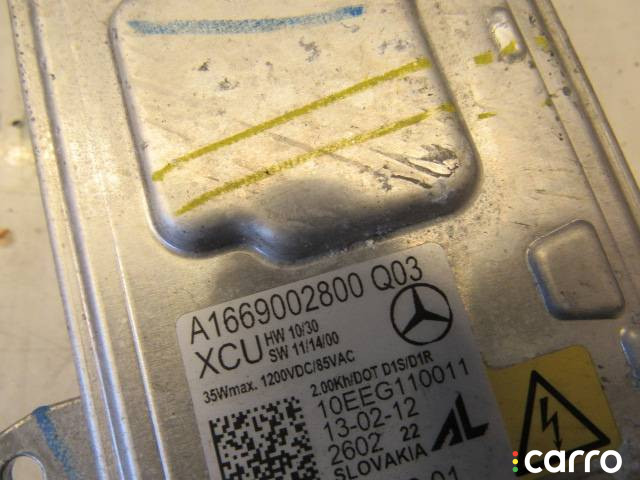 A1669002800 Q03
XCU HW 10/30
SW 11/14/00
35Wmax. 1200VDC/85VAC
2.00Kh/DOT D1S/D1R
10EEG110011
13-02-12
2602 22
SLOVAKIA
AL
01
carro